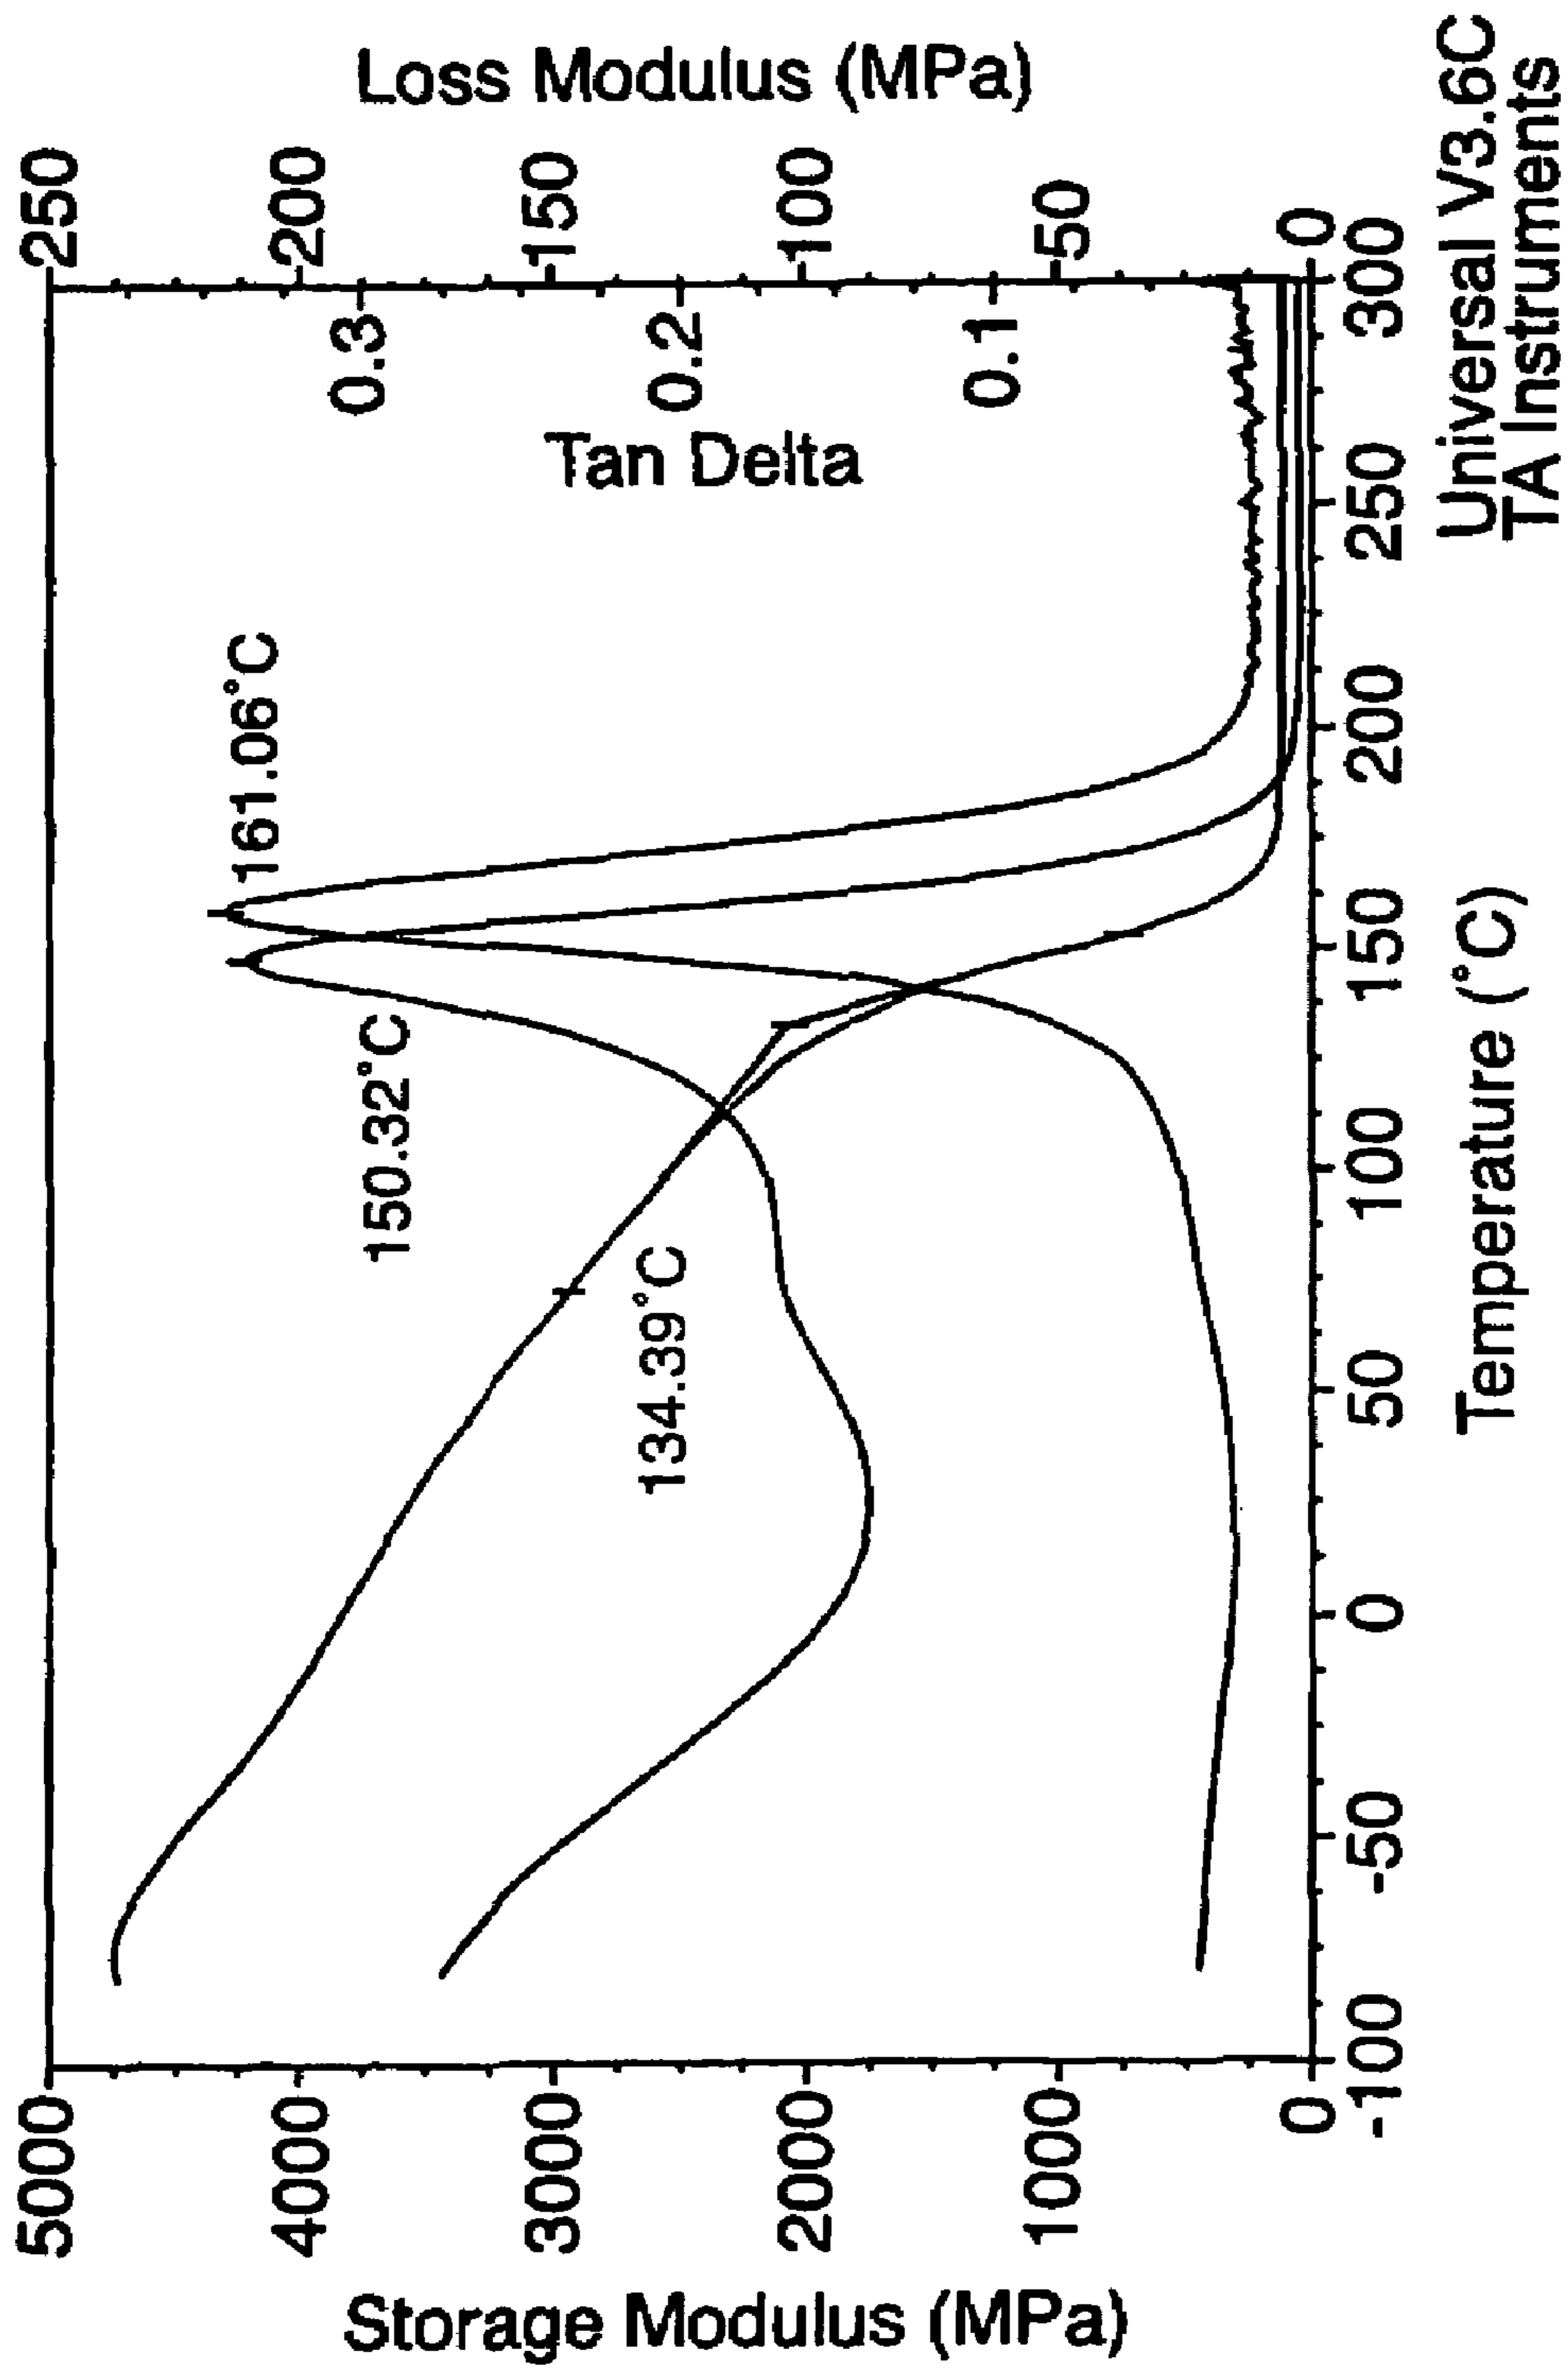 Storage Modulus (MPa)
5000
4000
3000
2000
1000
0
134.39°C
150.32°C
161.06°C
Tan Delta
0.3
0.2
0.1
250
200
150
100
50
0
Loss Modulus (MPa)
-100
-50
0
50
100
150
200
250
300
Temperature (°C)
Universal V3.6C
TA Instruments